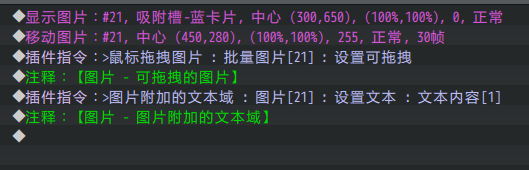 ◆显示图片：#21, 吸附槽-蓝卡片, 中心 (300,650), (100%,100%), 0, 正常
◆移动图片：#21, 中心 (450,280), (100%,100%), 255, 正常, 30帧
◆插件指令：>鼠标拖拽图片 : 批量图片[21] : 设置可拖拽
◆注释：【图片 - 可拖拽的图片】
◆插件指令：>图片附加的文本域 : 图片[21] : 设置文本 : 文本内容[1]
◆注释：【图片 - 图片附加的文本域】
◆